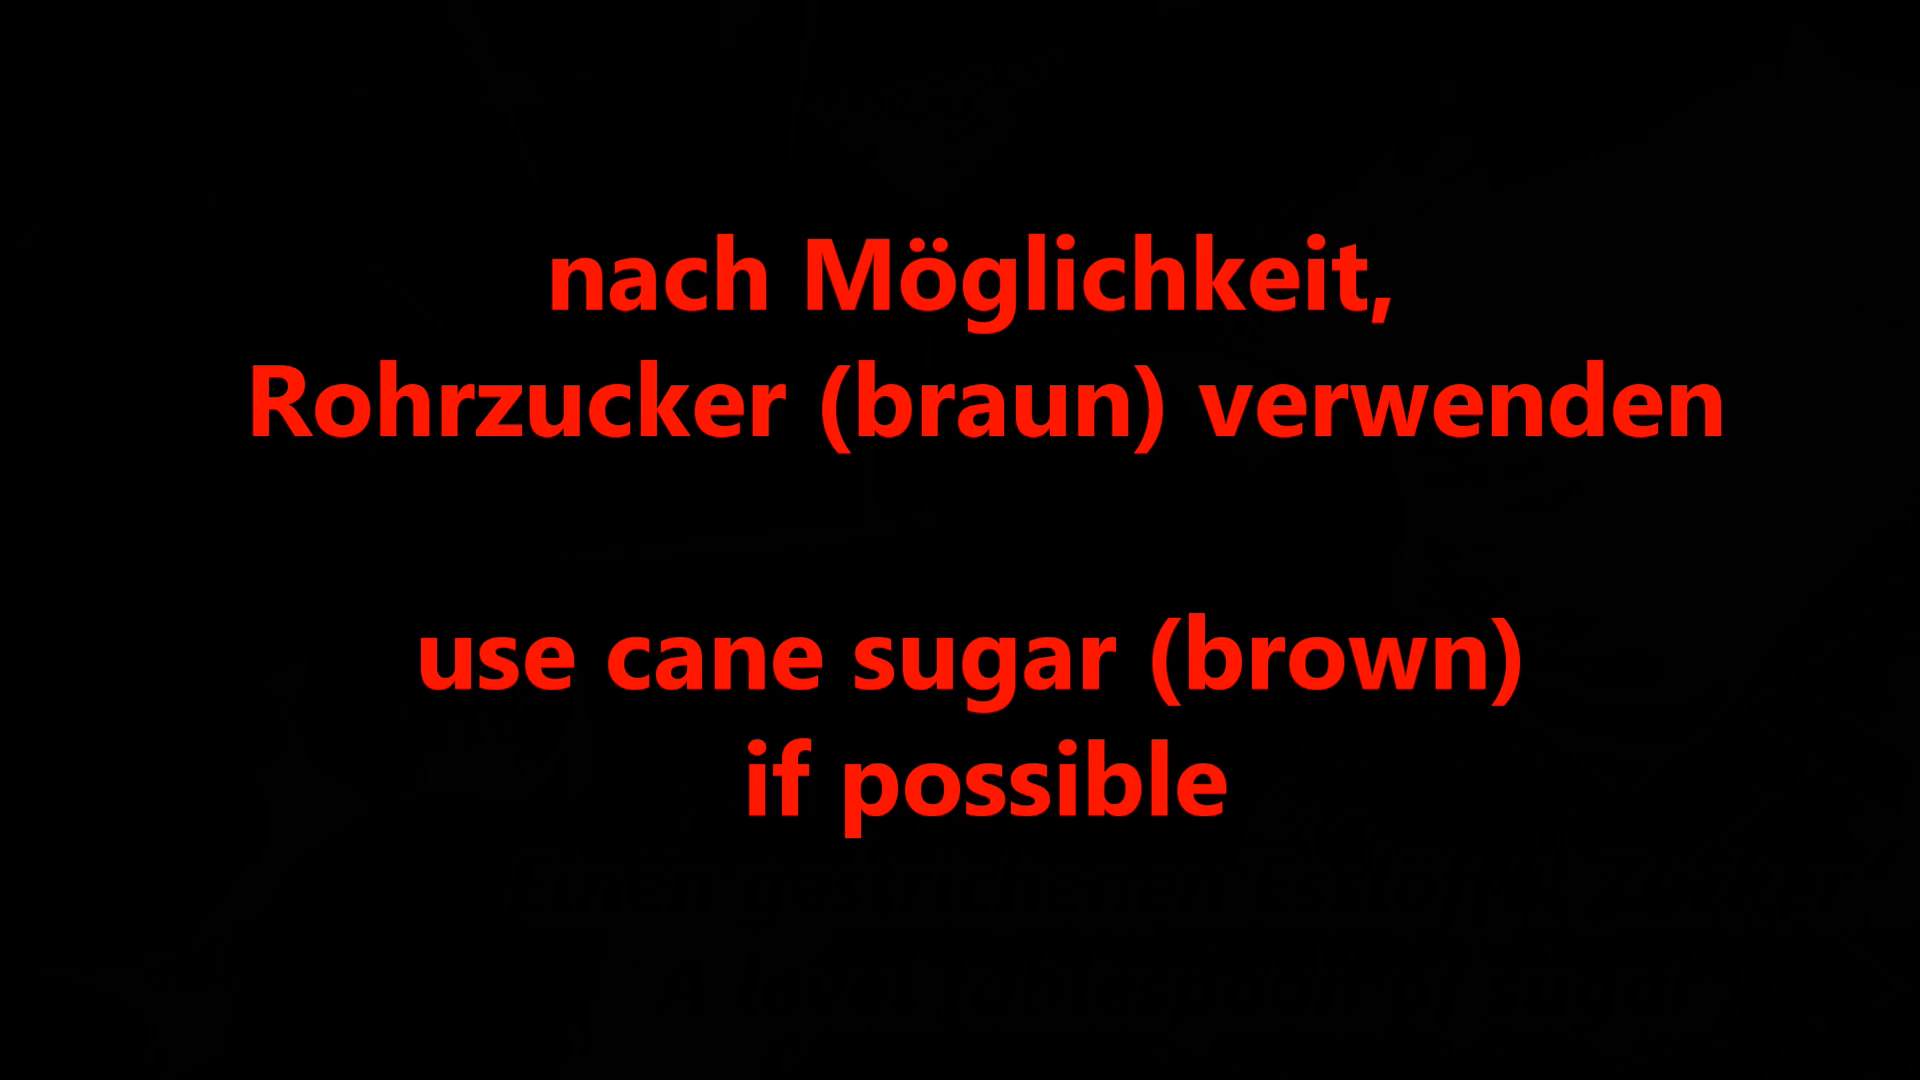 nach Möglichkeit,
Rohrzucker (braun) verwenden
use cane sugar (brown)
if possible